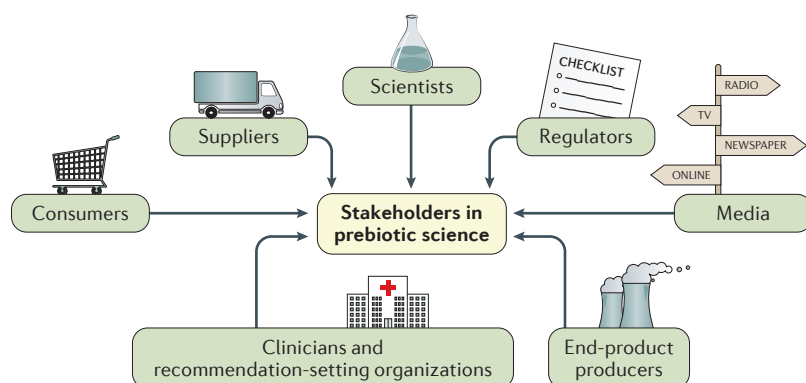 CHECKLIST
RADIO
TV
NEWSPAPER
ONLINE
Scientists
Suppliers
Regulators
Consumers
Stakeholders in
prebiotic science
Media
Clinicians and
recommendation-setting organizations
End-product
producers